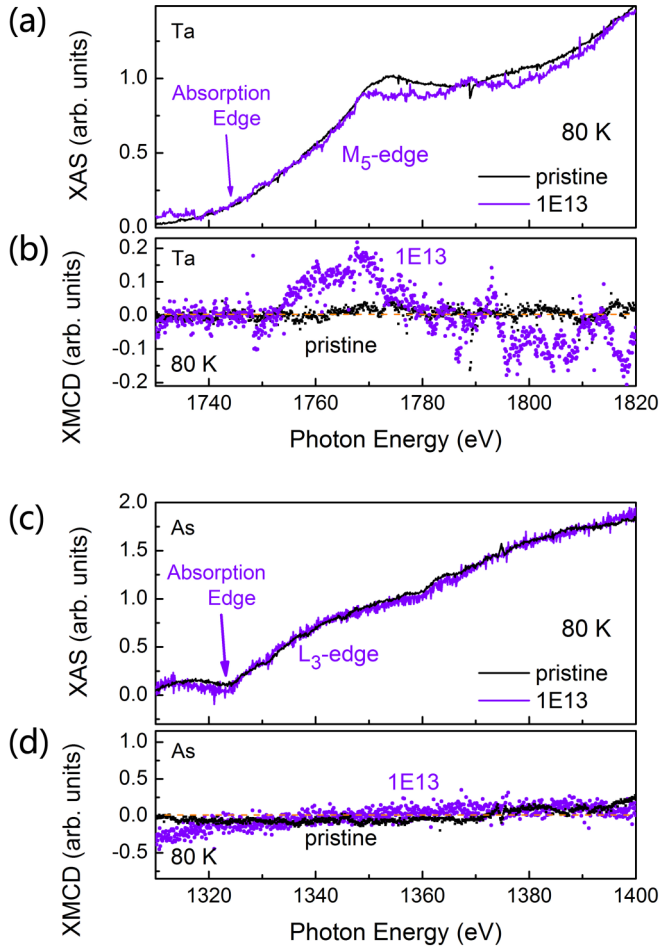 (a)
XAS (arb. units)
1.0
0.5
0.0
Ta
Absorption
Edge
M5-edge
80 K
pristine
1E13
(b)
XMCD (arb. units)
0.2
0.1
0.0
-0.1
-0.2
Ta
1E13
80 K
pristine
1740 1760 1780 1800 1820
Photon Energy (eV)
(c)
XAS (arb. units)
2.0
1.5
1.0
0.5
0.0
As
Absorption
Edge
L3-edge
80 K
pristine
1E13
(d)
XMCD (arb. units)
1.0
0.5
0.0
-0.5
As
1E13
80 K
pristine
1320 1340 1360 1380 1400
Photon Energy (eV)